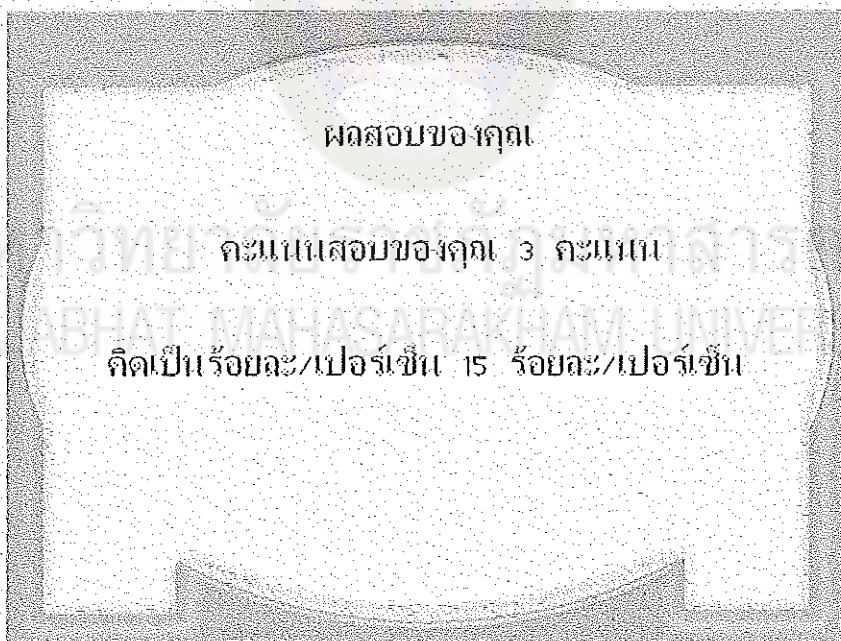 ผลสอบของคุณ
คะแนนสอบของคุณ 3 คะแนน
คิดเป็นร้อยละ/เปอร์เซ็น 15 ร้อยละ/เปอร์เซ็น